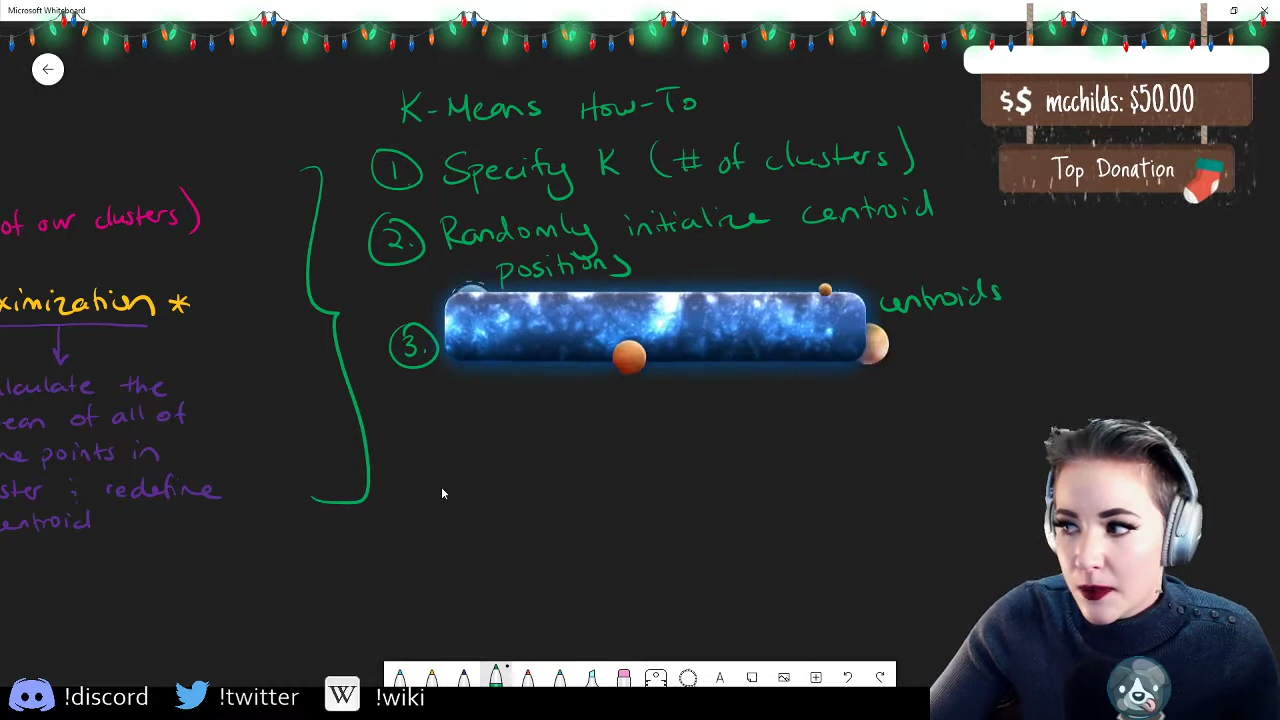 Microsoft Whiteboard
K-Means How-To
1. Specify K (# of clusters)
2. Randomly initialize centroid
positions
3.
centroids
of our clusters)
ximization *
alculate the
ean of all of
he points in
ster ; redefine
entroid
$$ mcchilds: $50.00
Top Donation
!discord
!twitter
W !wiki